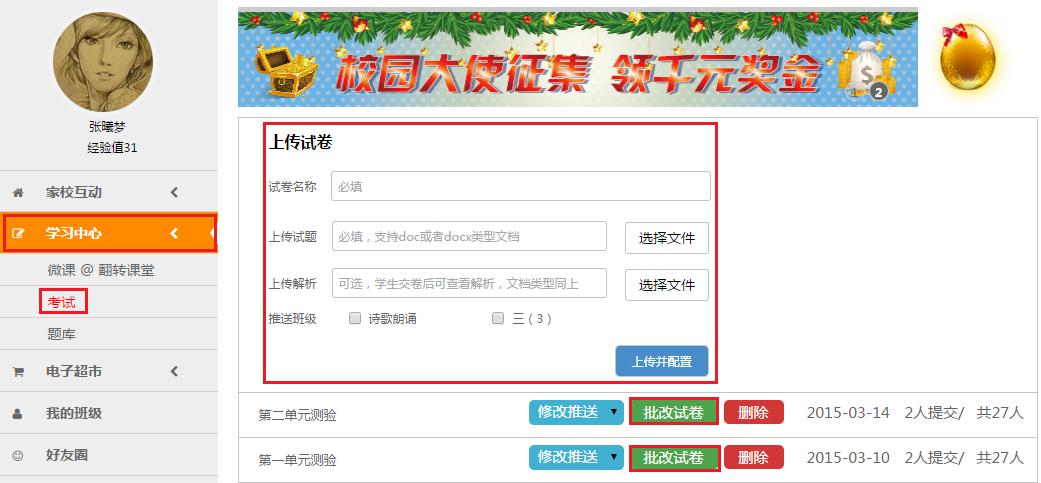 张曦梦
经验值31
家校互动
学习中心
微课 @ 翻转课堂
考试
题库
电子超市
我的班级
好友圈
校园大使征集 领千元奖金
$
1 2
上传试卷
试卷名称 必填
上传试题 必填，支持doc或者docx类型文档 选择文件
上传解析 可选，学生交卷后可查看解析，文档类型同上 选择文件
推送班级 诗歌朗诵 三（3）
上传并配置
第二单元测验 修改推送 批改试卷 删除 2015-03-14 2人提交/ 共27人
第一单元测验 修改推送 批改试卷 删除 2015-03-10 2人提交/ 共27人